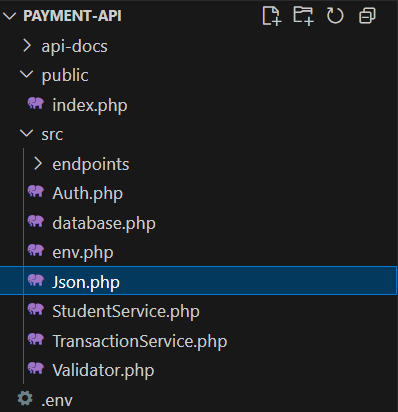 PAYMENT-API
api-docs
public
index.php
src
endpoints
Auth.php
database.php
env.php
Json.php
StudentService.php
TransactionService.php
Validator.php
.env